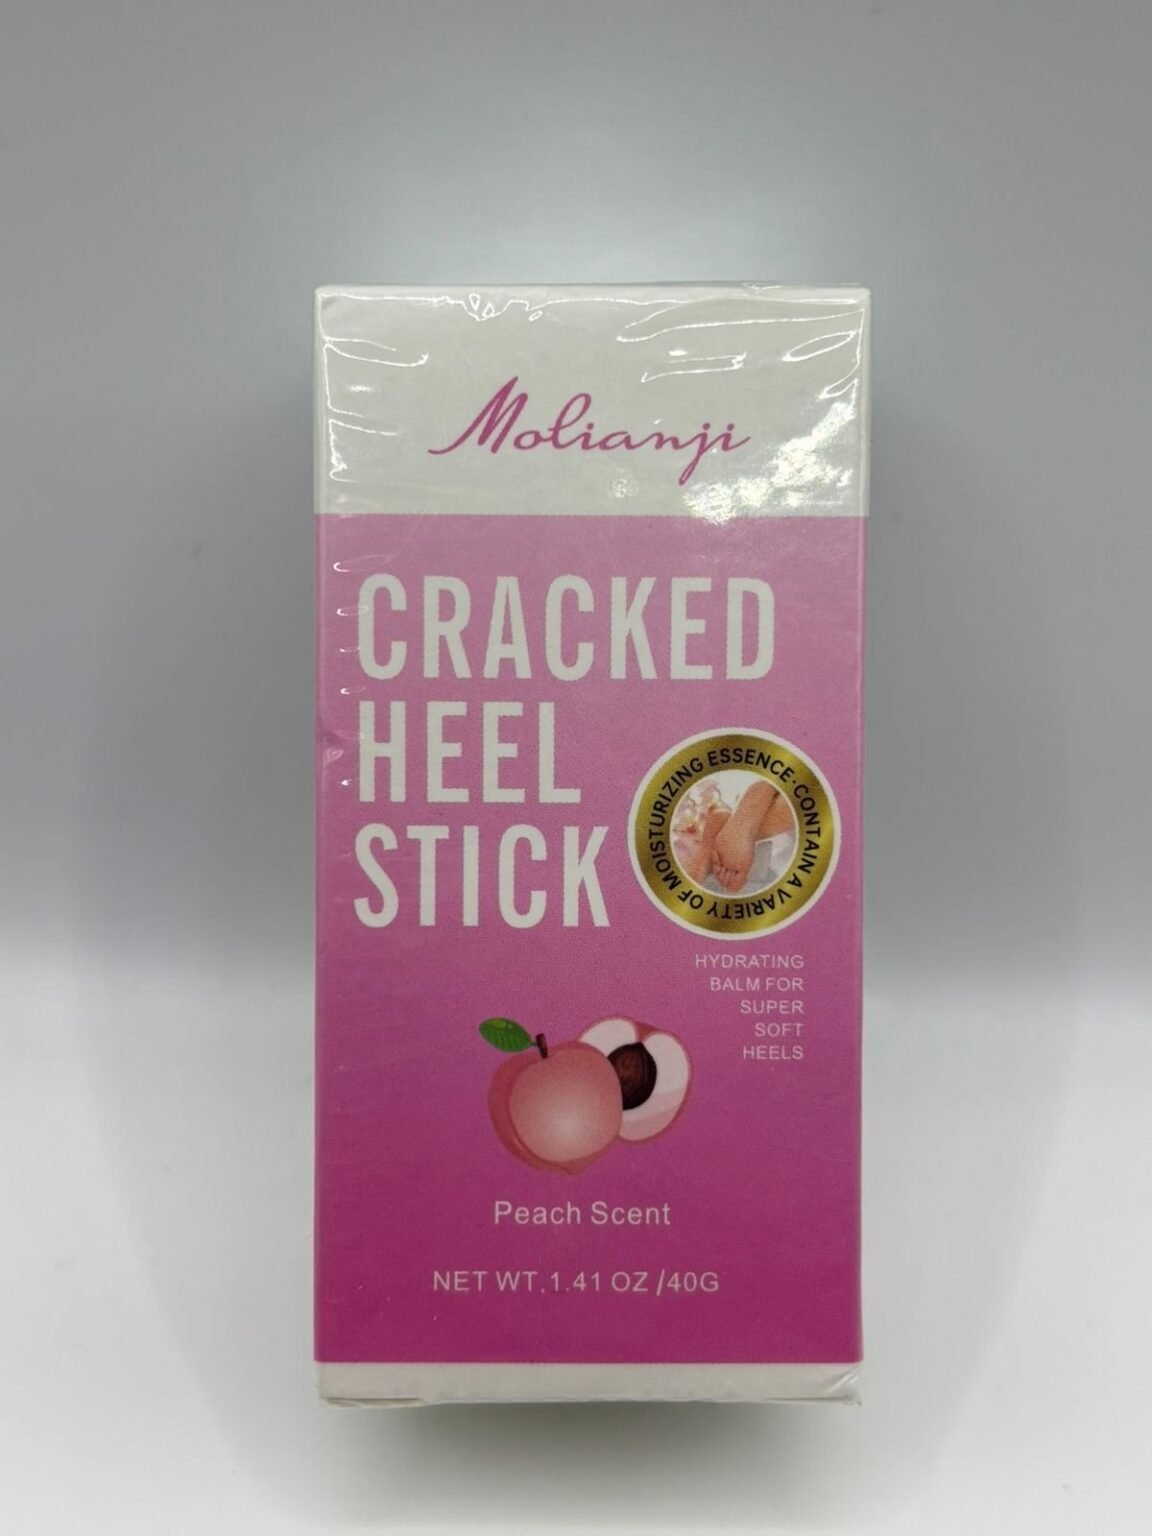 Molianji
CRACKED
HEEL
STICK
MOISTURIZING ESSENCE·CONTAIN A VARIETY OF
HYDRATING
BALM FOR
SUPER
SOFT
HEELS
Peach Scent
NET WT.1.41 OZ /40G